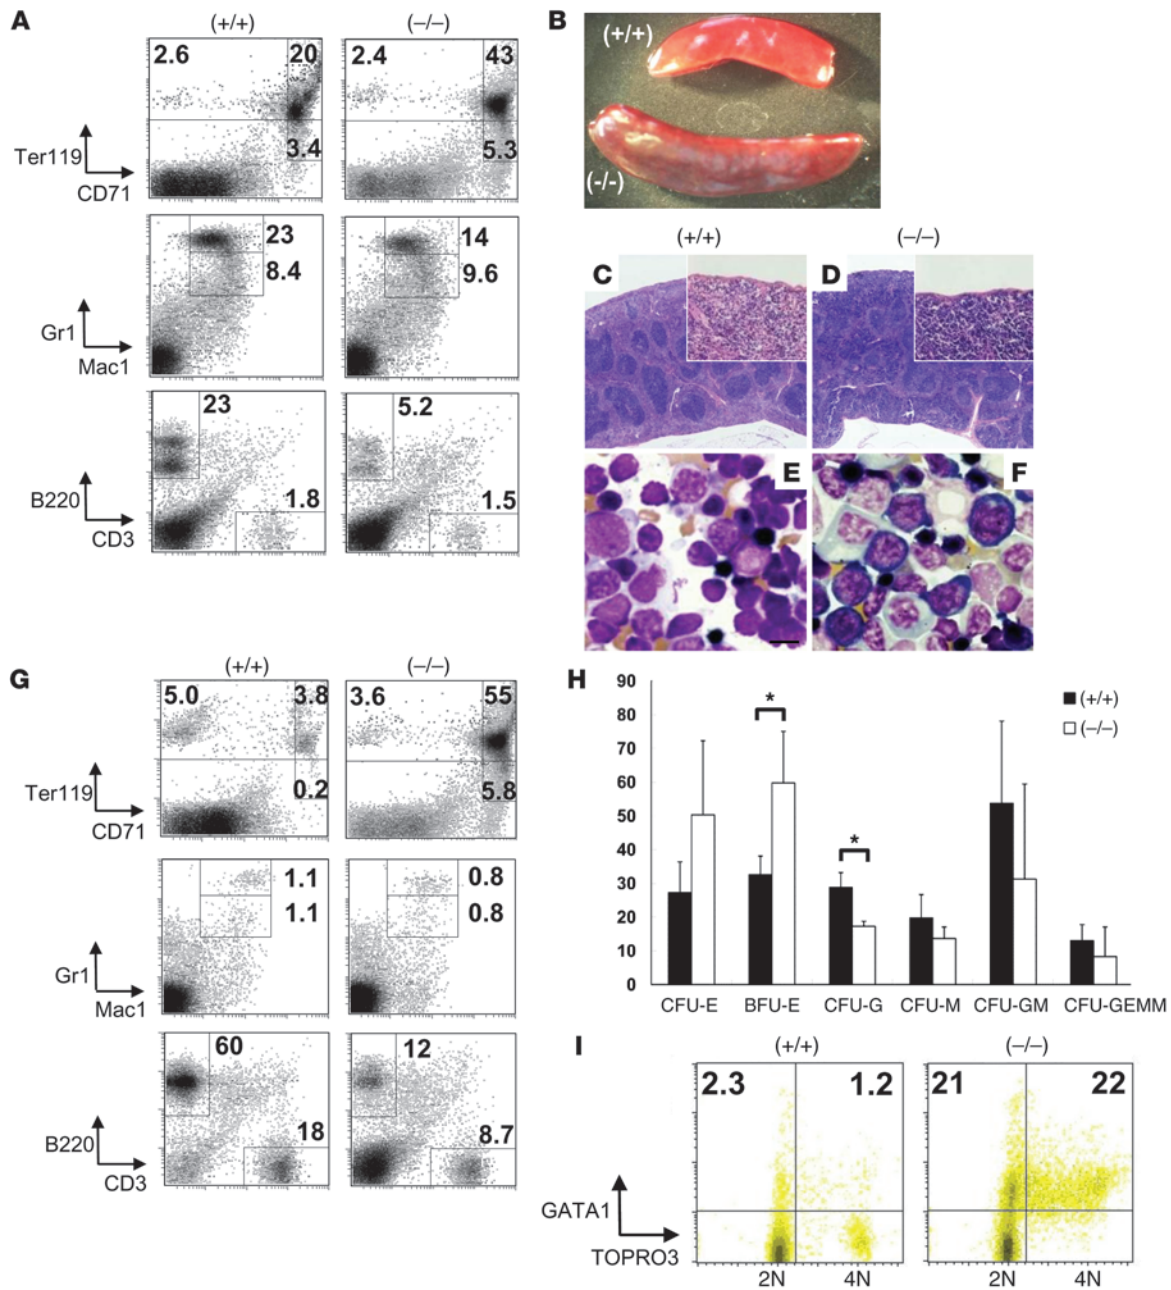 A
(+/+)
(−/−)
2.6
20
3.4
2.4
43
5.3
Ter119
CD71
23
8.4
14
9.6
Gr1
Mac1
23
1.8
5.2
1.5
B220
CD3
B
(+/+)
(-/-)
(+/+)
(−/−)
C
D
E
F
G
(+/+)
(−/−)
5.0
3.8
0.2
3.6
55
5.8
Ter119
CD71
1.1
1.1
0.8
0.8
Gr1
Mac1
60
18
12
8.7
B220
CD3
H
90
80
70
60
50
40
30
20
10
0
*
*
(+/+)
(−/−)
CFU-E
BFU-E
CFU-G
CFU-M
CFU-GM
CFU-GEMM
I
(+/+)
(−/−)
2.3
1.2
21
22
GATA1
TOPRO3
2N
4N
2N
4N